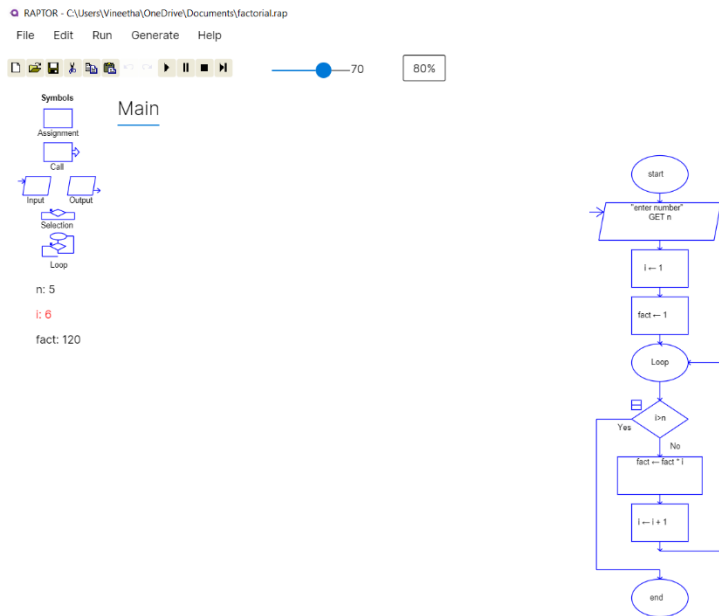 RAPTOR - C:\Users\Vineetha\OneDrive\Documents\factorial.rap
File Edit Run Generate Help
70
80%
Symbols
Assignment
Call
Input Output
Selection
Loop
n: 5
i: 6
fact: 120
Main
start
"enter number"
GET n
i ← 1
fact ← 1
Loop
i>n
Yes
No
fact ← fact * i
i ← i + 1
end